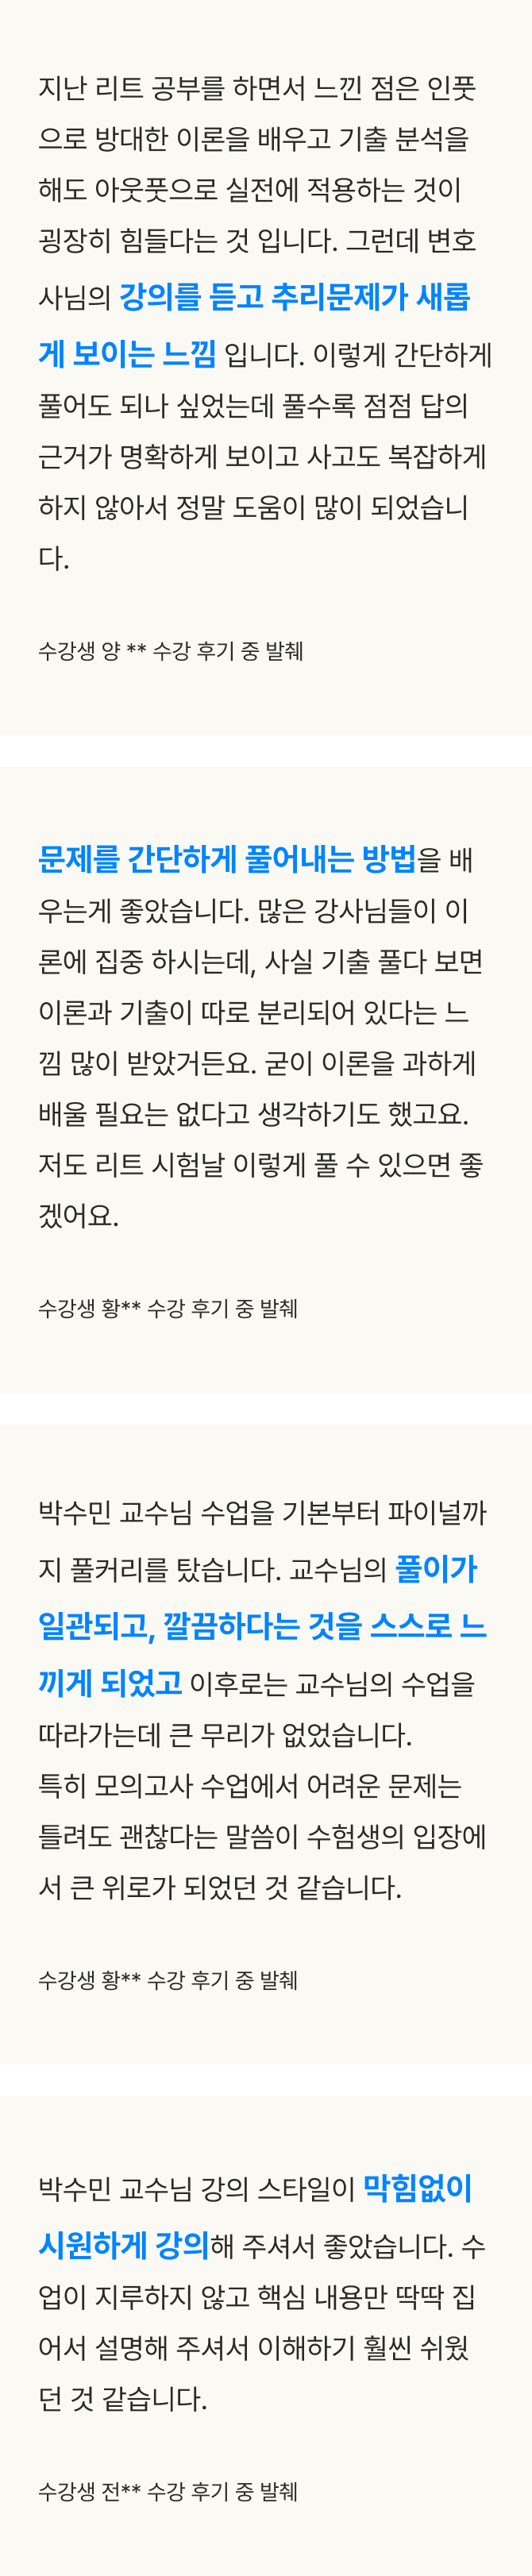 지난 리트 공부를 하면서 느낀 점은 인풋
으로 방대한 이론을 배우고 기출 분석을
해도 아웃풋으로 실전에 적용하는 것이
굉장히 힘들다는 것 입니다. 그런데 변호
사님의 강의를 듣고 추리문제가 새롭
게 보이는 느낌 입니다. 이렇게 간단하게
풀어도 되나 싶었는데 풀수록 점점 답의
근거가 명확하게 보이고 사고도 복잡하게
하지 않아서 정말 도움이 많이 되었습니
다.
수강생 양 ** 수강 후기 중 발췌
문제를 간단하게 풀어내는 방법을 배
우는게 좋았습니다. 많은 강사님들이 이
론에 집중 하시는데, 사실 기출 풀다 보면
이론과 기출이 따로 분리되어 있다는 느
낌 많이 받았거든요. 굳이 이론을 과하게
배울 필요는 없다고 생각하기도 했고요.
저도 리트 시험날 이렇게 풀 수 있으면 좋
겠어요.
수강생 황** 수강 후기 중 발췌
박수민 교수님 수업을 기본부터 파이널까
지 풀커리를 탔습니다. 교수님의 풀이가
일관되고, 깔끔하다는 것을 스스로 느
끼게 되었고 이후로는 교수님의 수업을
따라가는데 큰 무리가 없었습니다.
특히 모의고사 수업에서 어려운 문제는
틀려도 괜찮다는 말씀이 수험생의 입장에
서 큰 위로가 되었던 것 같습니다.
수강생 황** 수강 후기 중 발췌
박수민 교수님 강의 스타일이 막힘없이
시원하게 강의해 주셔서 좋았습니다. 수
업이 지루하지 않고 핵심 내용만 딱딱 집
어서 설명해 주셔서 이해하기 훨씬 쉬웠
던 것 같습니다.
수강생 전** 수강 후기 중 발췌